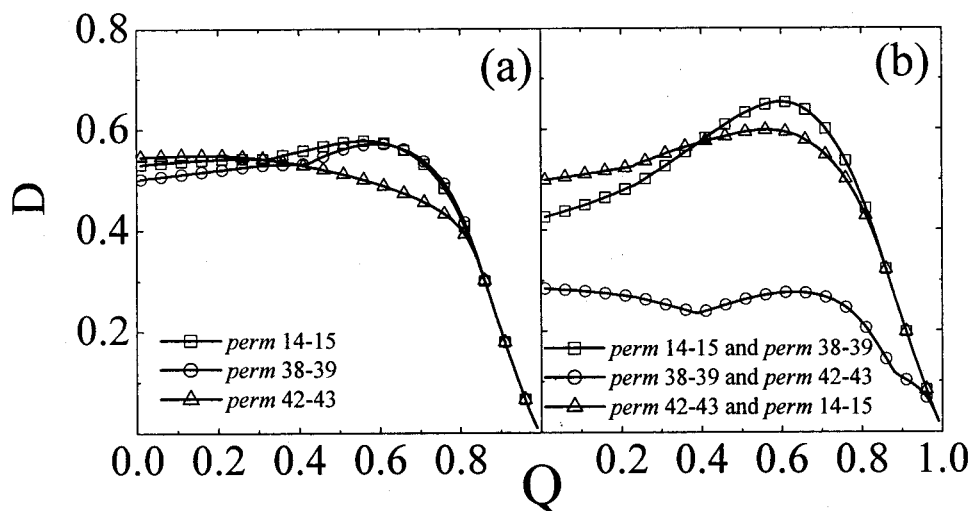 0.8
0.6
0.4
0.2
D
(a)
perm 14-15
perm 38-39
perm 42-43
(b)
perm 14-15 and perm 38-39
perm 38-39 and perm 42-43
perm 42-43 and perm 14-15
0.0 0.2 0.4 0.6 0.8 0.2 0.4 0.6 0.8 1.0
Q